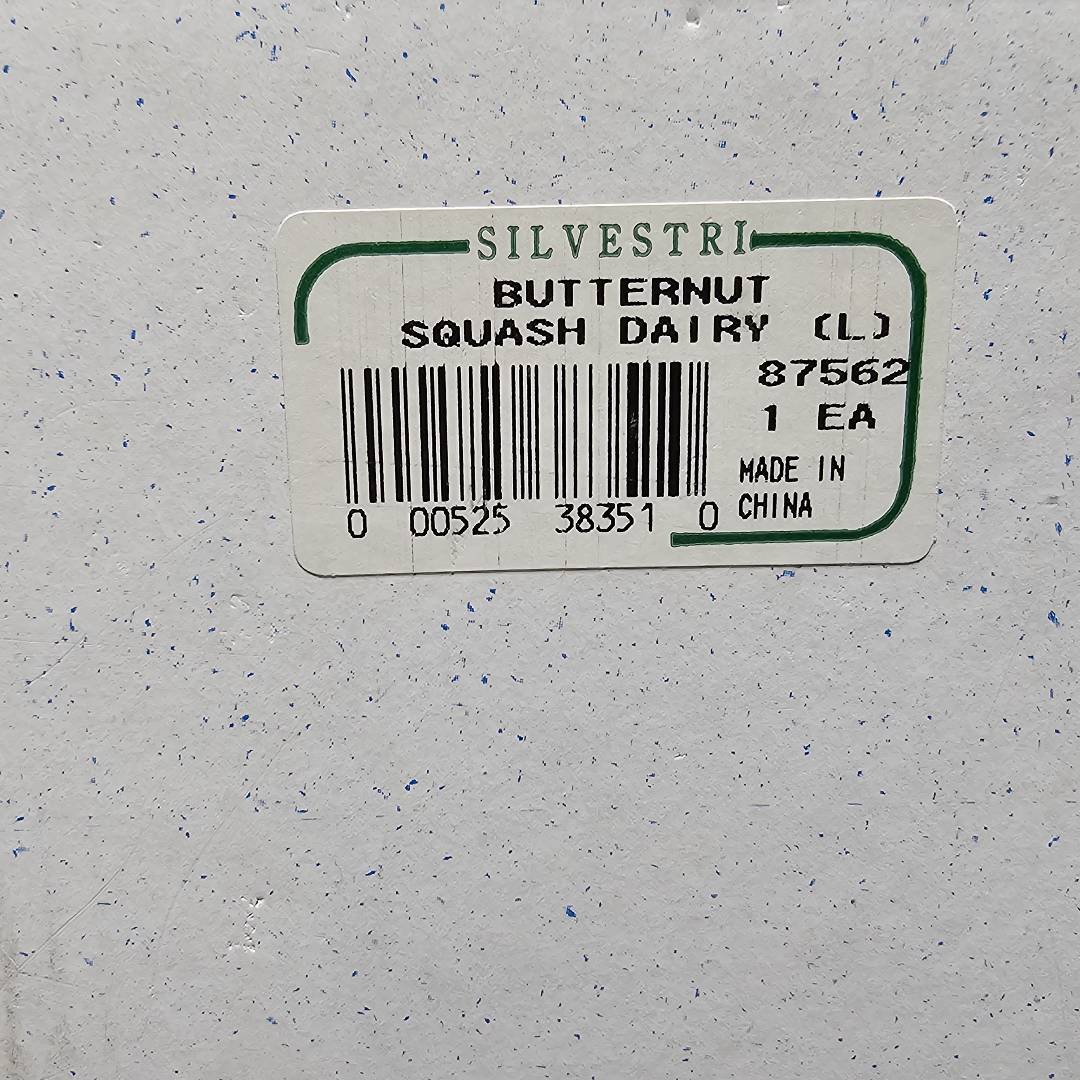 SILVESTRI
BUTTERNUT
SQUASH DAIRY (L)
87562
1 EA
MADE IN
CHINA
0 00525 38351 0